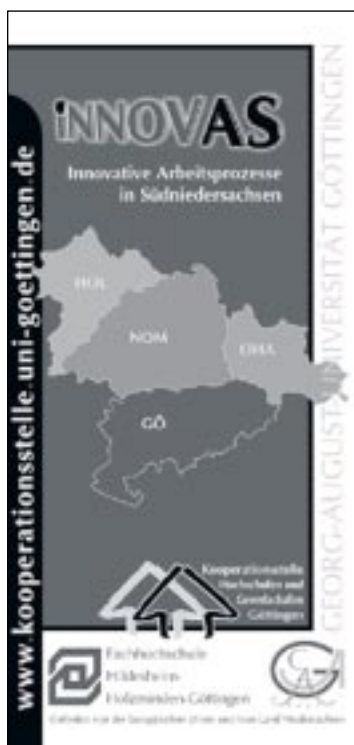 INNOVAS
Innovative Arbeitsprozesse
in Südniedersachsen
HOL
NOM
OHA
GÖ
Kooperationsstelle
Hochschulen und
Gewerkschaften
Göttingen
Fachhochschule
Hildesheim
Holzminden Göttingen
www.kooperationsstelle.uni-goettingen.de
GEORG-AUGUST-UNIVERSITÄT GÖTTINGEN